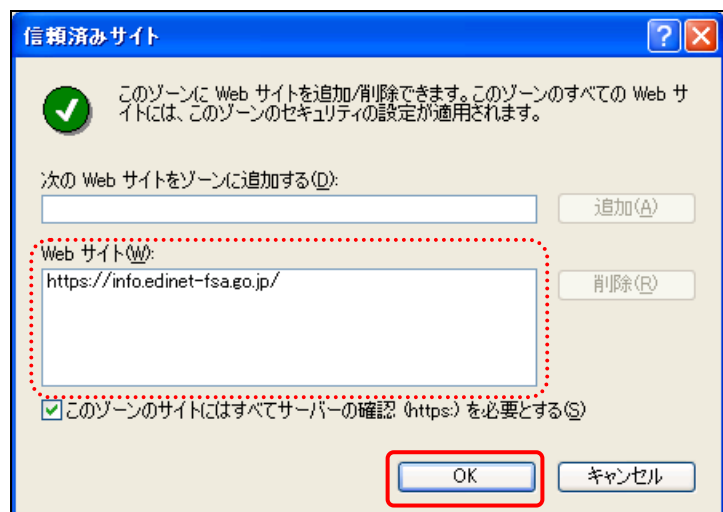 信頼済みサイト
このゾーンに Web サイトを追加/削除できます。このゾーンのすべての Web サ
イトには、このゾーンのセキュリティの設定が適用されます。
次の Web サイトをゾーンに追加する(D):
追加(A)
Web サイト(W):
https://info.edinet-fsa.go.jp/
削除(R)
このゾーンのサイトにはすべてサーバーの確認 (https:) を必要とする(S)
OK
キャンセル